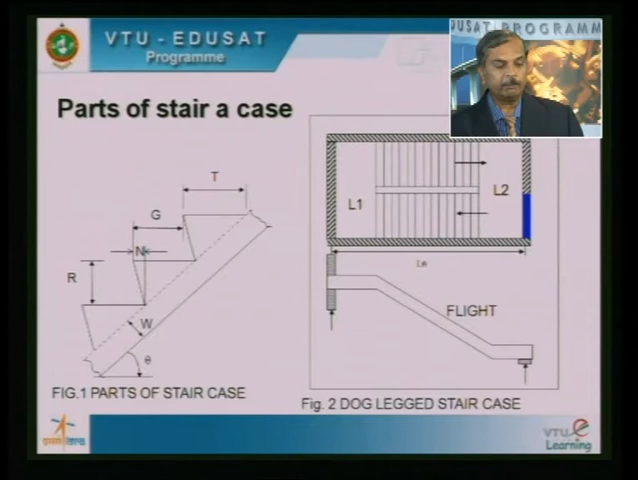 VTU - EDUSAT
Programme
EDUSAT PROGRAMM
Parts of stair a case
T
G
N
R
W
θ
L1
L2
Le
FLIGHT
FIG.1 PARTS OF STAIR CASE
Fig. 2 DOG LEGGED STAIR CASE
VTU e
Learning